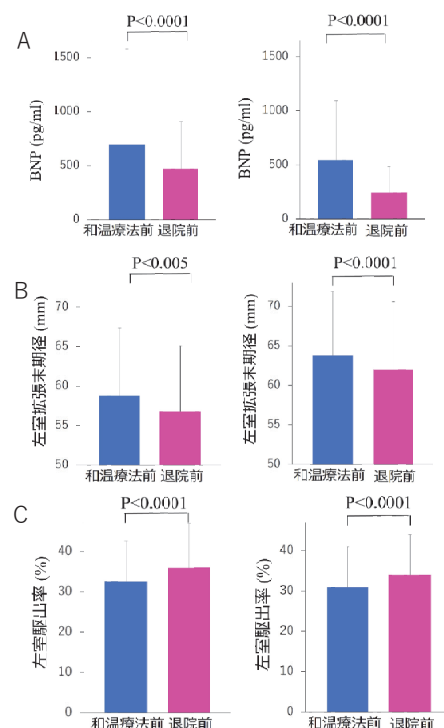 A
P<0.0001
BNP (pg/ml)
1500
1000
500
0
和温療法前 退院前
P<0.0001
BNP (pg/ml)
1500
1000
500
0
和温療法前 退院前
B
P<0.005
左室拡張末期径 (mm)
70
65
60
55
50
和温療法前 退院前
P<0.0001
左室拡張末期径 (mm)
70
65
60
55
50
和温療法前 退院前
C
P<0.0001
左室駆出率 (%)
40
30
20
10
0
和温療法前 退院前
P<0.0001
左室駆出率 (%)
40
30
20
10
0
和温療法前 退院前